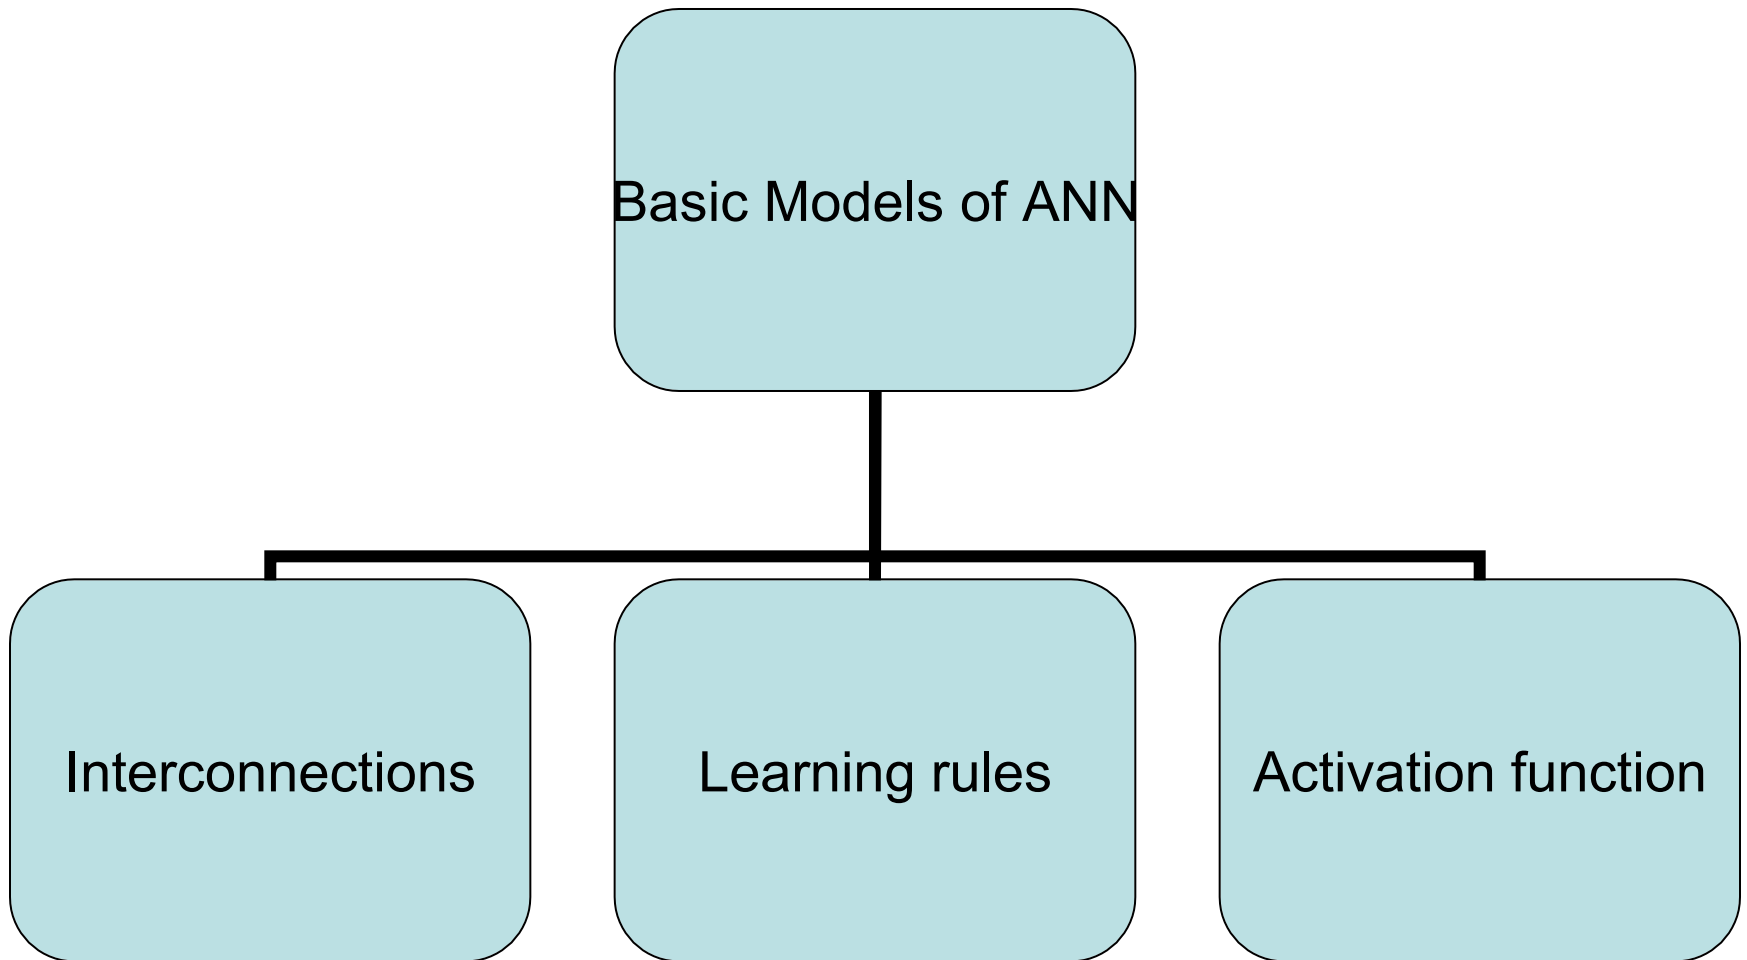 Basic Models of ANN
Interconnections
Learning rules
Activation function